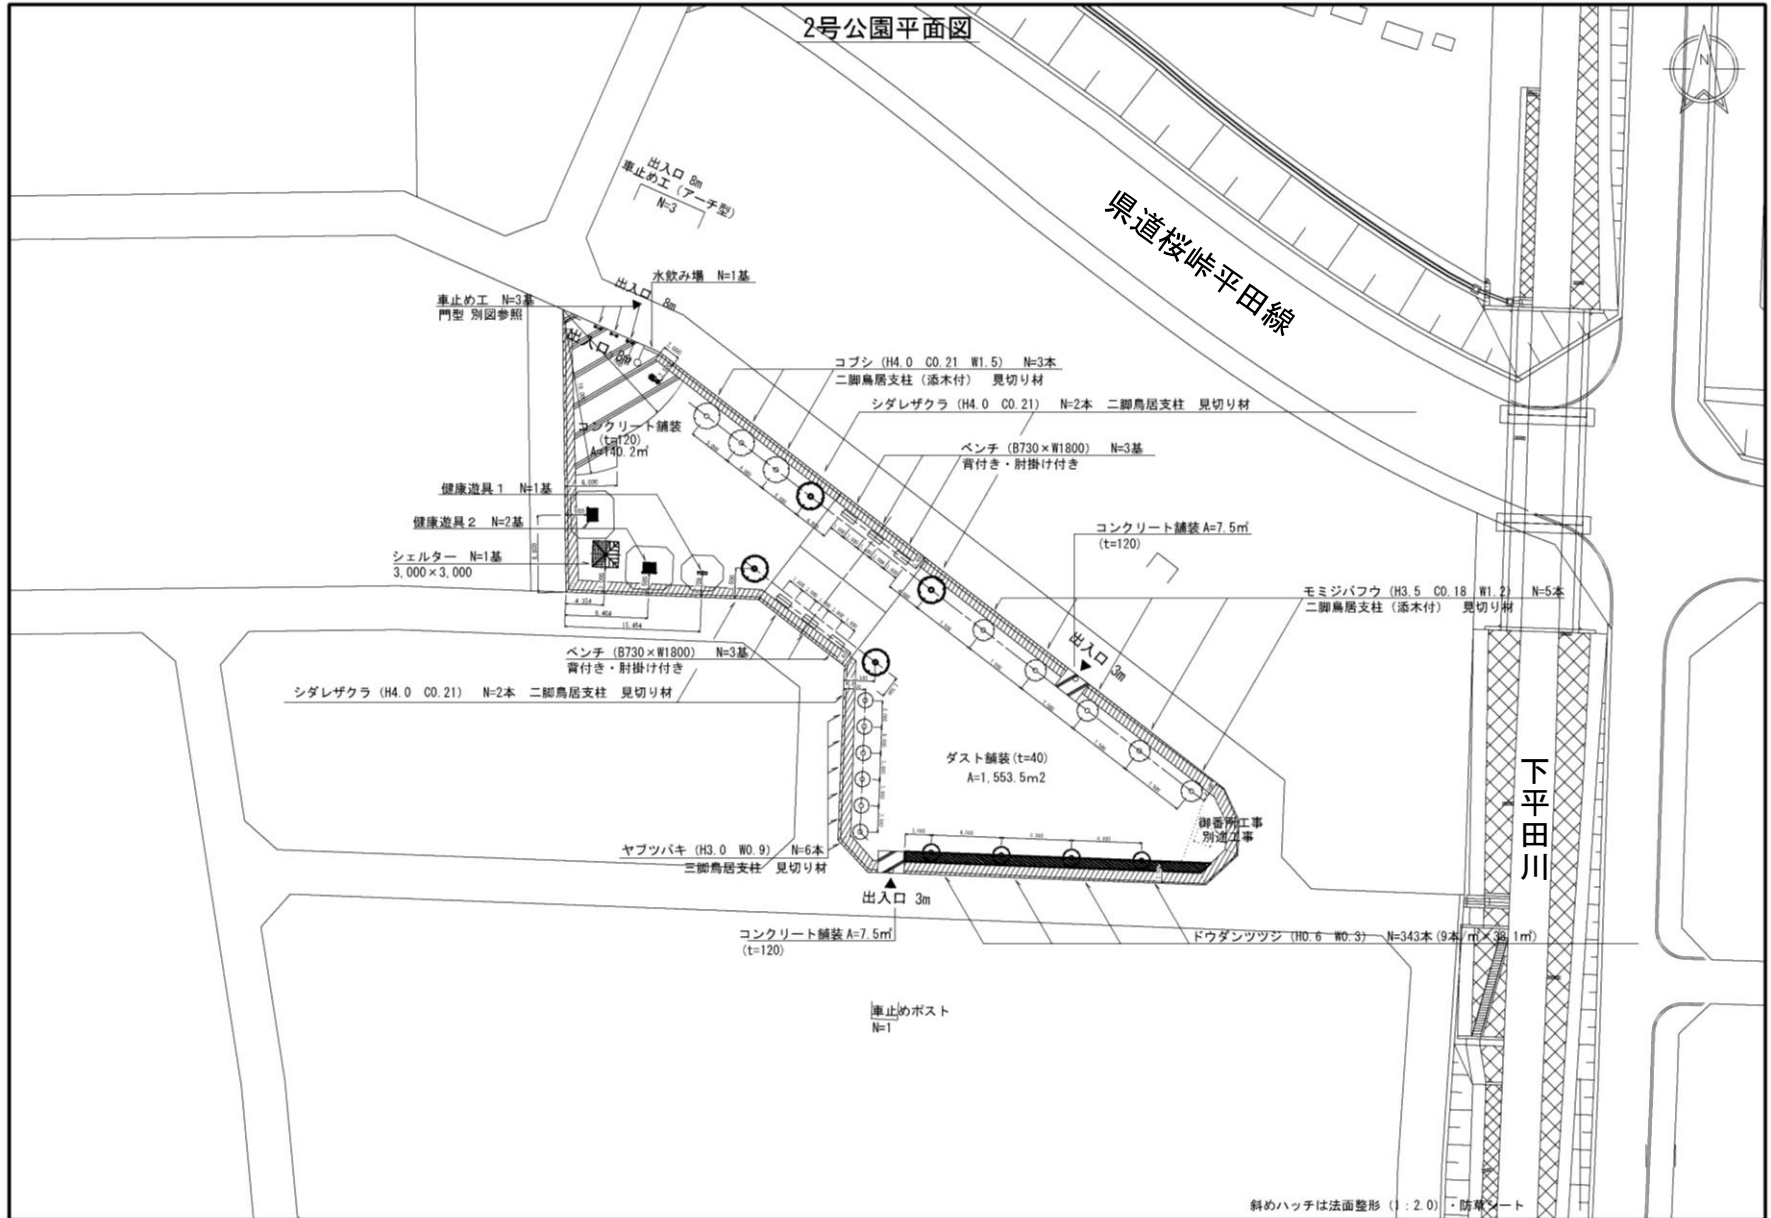 2号公園平面図
N
出入口 8m
車止め工 (アーチ型)
N=3
県道桜峠平田線
水飲み場 N=1基
出入口 8m
車止め工 N=3基
門型 別図参照
出入口 8m
コブシ (H4.0 C0.21 W1.5) N=3本
二脚鳥居支柱 (添木付) 見切り材
シダレザクラ (H4.0 C0.21) N=2本 二脚鳥居支柱 見切り材
コンクリート舗装
(t=120)
A=140.2㎡
ベンチ (B730×W1800) N=3基
背付き・肘掛け付き
健康遊具1 N=1基
健康遊具2 N=2基
コンクリート舗装 A=7.5㎡
(t=120)
シェルター N=1基
3,000×3,000
モミジバフウ (H3.5 C0.18 W1.2) N=5本
二脚鳥居支柱 (添木付) 見切り材
出入口 3m
ベンチ (B730×W1800) N=3基
背付き・肘掛け付き
シダレザクラ (H4.0 C0.21) N=2本 二脚鳥居支柱 見切り材
ダスト舗装(t=40)
A=1,553.5m2
下平田川
御番所工事
別途工事
ヤブツバキ (H3.0 W0.9) N=6本
三脚鳥居支柱 見切り材
出入口 3m
コンクリート舗装 A=7.5㎡
(t=120)
ドウダンツツジ (H0.6 W0.3) N=343本 (9本/㎡×38.1㎡)
車止めポスト
N=1
斜めハッチは法面整形 (1:2.0)・防草シート